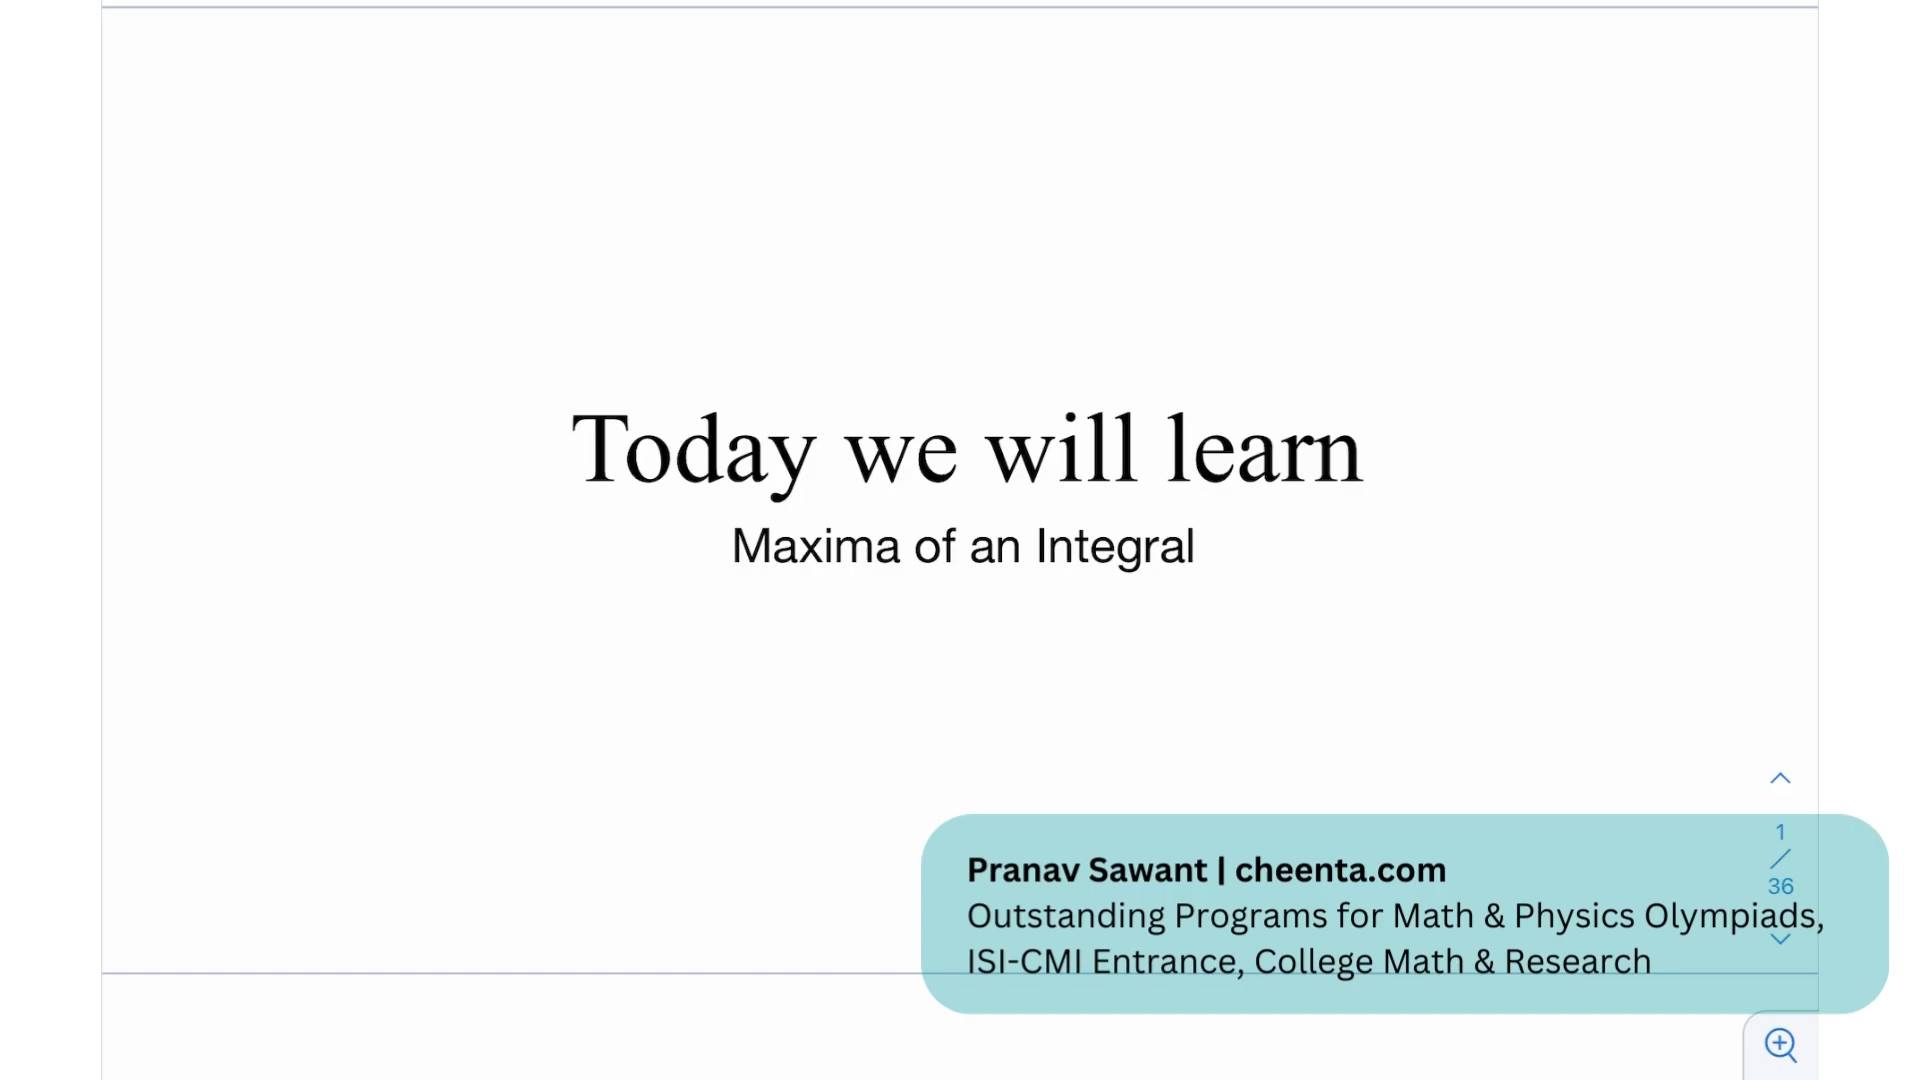 Today we will learn
Maxima of an Integral
1
/
36
Pranav Sawant | cheenta.com
Outstanding Programs for Math & Physics Olympiads,
ISI-CMI Entrance, College Math & Research